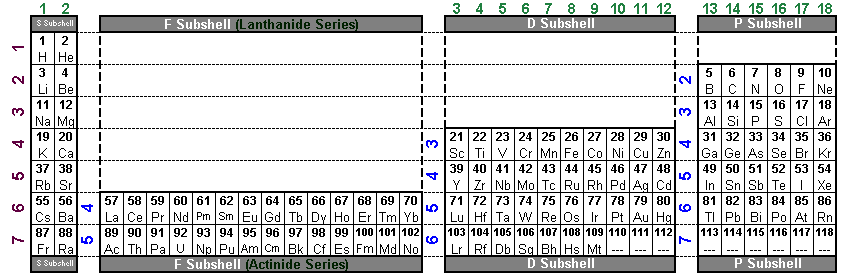 1 2 3 4 5 6 7 8 9 10 11 12 13 14 15 16 17 18
S Subshell F Subshell (Lanthanide Series) D Subshell P Subshell
1 1 2
H He
2 3 4 2 5 6 7 8 9 10
Li Be B C N O F Ne
3 11 12 3 13 14 15 16 17 18
Na Mg Al Si P S Cl Ar
4 19 20 3 21 22 23 24 25 26 27 28 29 30 4 31 32 33 34 35 36
K Ca Sc Ti V Cr Mn Fe Co Ni Cu Zn Ga Ge As Se Br Kr
5 37 38 4 39 40 41 42 43 44 45 46 47 48 5 49 50 51 52 53 54
Rb Sr Y Zr Nb Mo Tc Ru Rh Pd Ag Cd In Sn Sb Te I Xe
6 55 56 4 57 58 59 60 61 62 63 64 65 66 67 68 69 70 5 71 72 73 74 75 76 77 78 79 80 6 81 82 83 84 85 86
Cs Ba La Ce Pr Nd Pm Sm Eu Gd Tb Dy Ho Er Tm Yb Lu Hf Ta W Re Os Ir Pt Au Hg Tl Pb Bi Po At Rn
7 87 88 5 89 90 91 92 93 94 95 96 97 98 99 100 101 102 6 103 104 105 106 107 108 109 110 111 112 7 113 114 115 116 117 118
Fr Ra Ac Th Pa U Np Pu Am Cm Bk Cf Es Fm Md No Lr Rf Db Sg Bh Hs Mt --- --- --- --- --- --- --- --- ---
S Subshell F Subshell (Actinide Series) D Subshell P Subshell